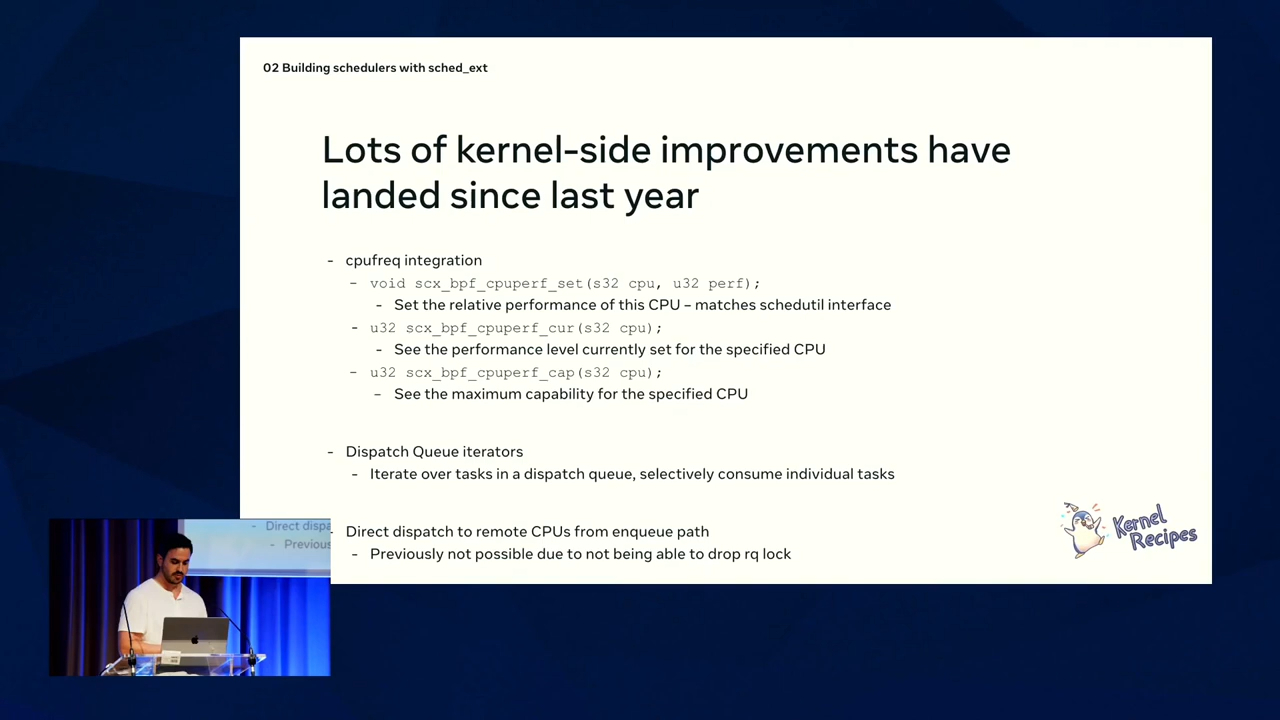 02 Building schedulers with sched_ext
Lots of kernel-side improvements have
landed since last year
- cpufreq integration
- void scx_bpf_cpuperf_set(s32 cpu, u32 perf);
- Set the relative performance of this CPU – matches schedutil interface
- u32 scx_bpf_cpuperf_cur(s32 cpu);
- See the performance level currently set for the specified CPU
- u32 scx_bpf_cpuperf_cap(s32 cpu);
- See the maximum capability for the specified CPU
- Dispatch Queue iterators
- Iterate over tasks in a dispatch queue, selectively consume individual tasks
- Direct dispatch to remote CPUs from enqueue path
- Previously not possible due to not being able to drop rq lock
Kernel
Recipes
- Direct dispa
- Previous